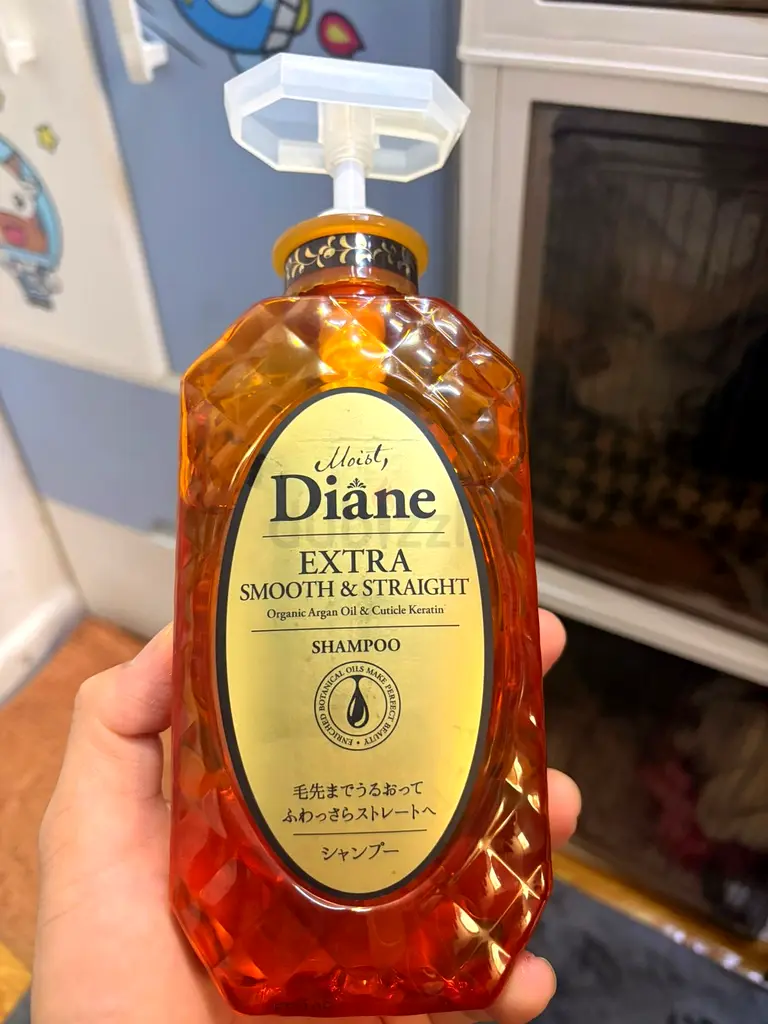 Moist,
Diane
EXTRA
SMOOTH & STRAIGHT
Organic Argan Oil & Cuticle Keratin
SHAMPOO
ENRICHED BOTANICAL OILS MAKE PERFECT BEAUTY •
毛先までうるおって
ふわっさらストレートへ
シャンプー
dubizzle